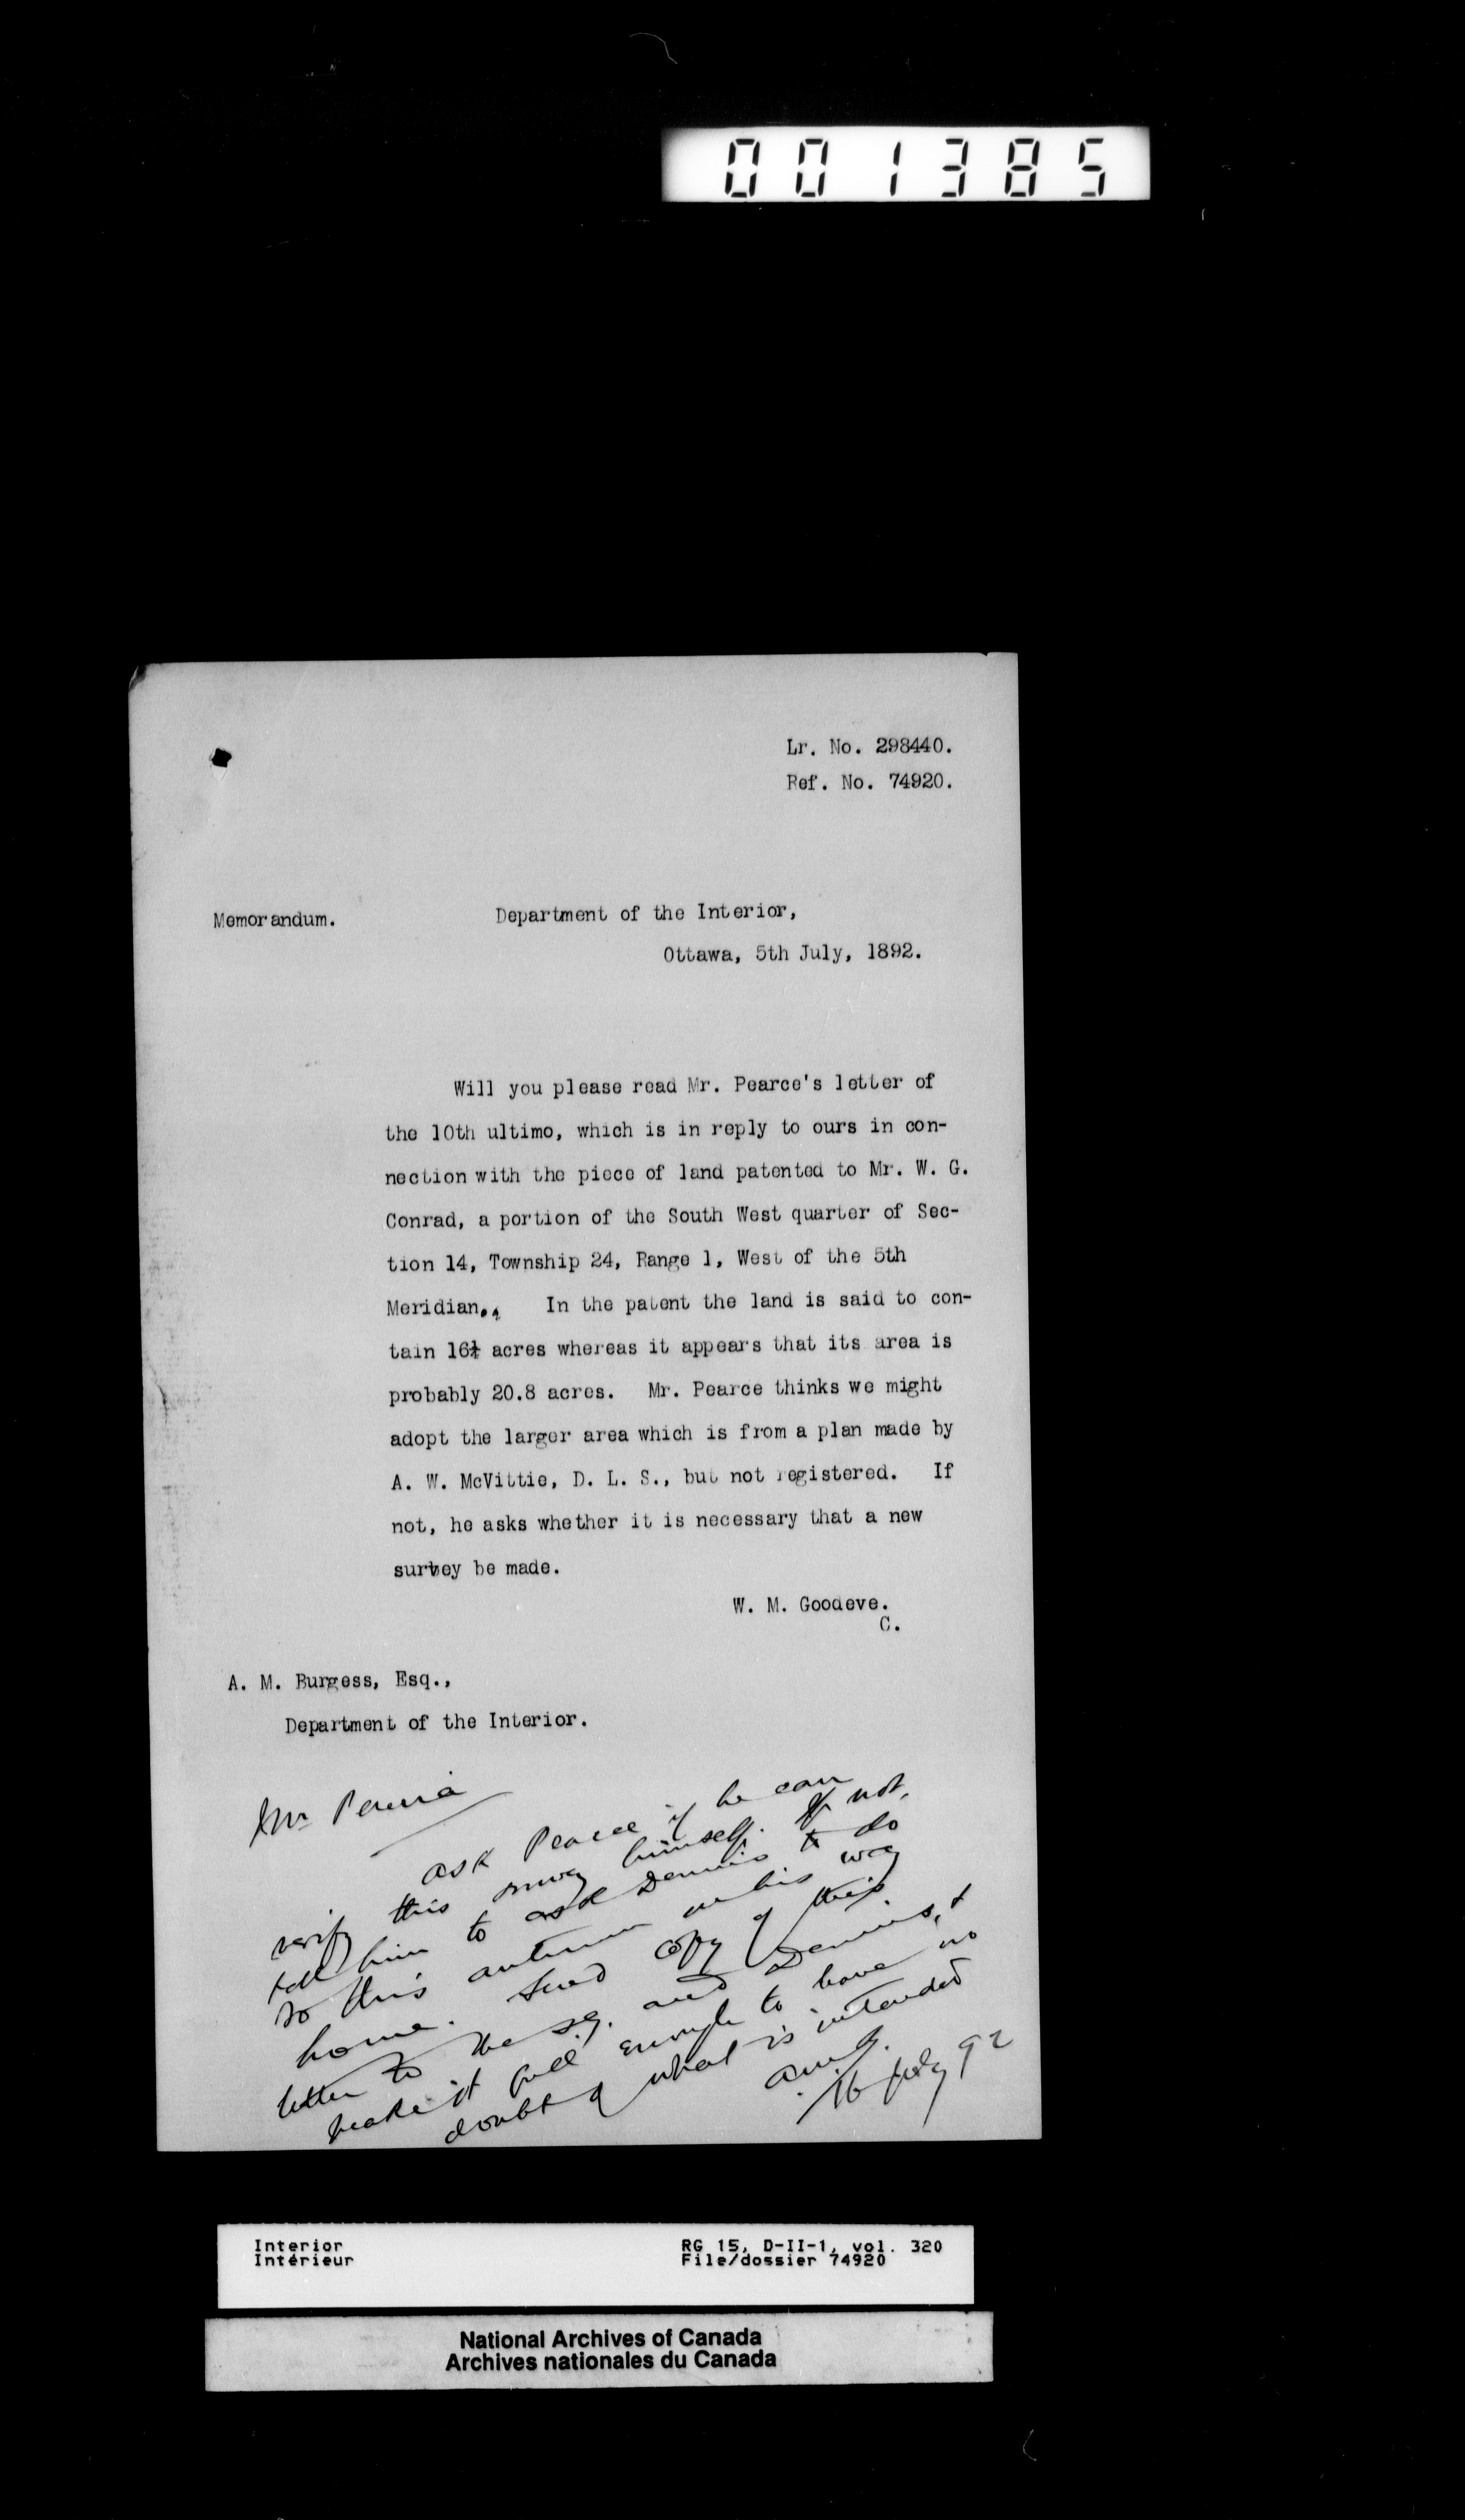 001385
Lr. No. 298440.
Ref. No. 74920.
Memorandum. Department of the Interior,
Ottawa, 5th July, 1892.
Will you please read Mr. Pearce's letter of
the 10th ultimo, which is in reply to ours in con-
nection with the piece of land patented to Mr. W. G.
Conrad, a portion of the South West quarter of Sec-
tion 14, Township 24, Range 1, West of the 5th
Meridian. In the patent the land is said to con-
tain 16½ acres whereas it appears that its area is
probably 20.8 acres. Mr. Pearce thinks we might
adopt the larger area which is from a plan made by
A. W. McVittie, D. L. S., but not registered. If
not, he asks whether it is necessary that a new
survey be made.
W. M. Goodeve.
C.
A. M. Burgess, Esq.,
Department of the Interior.
Mr
ask Pearce if he can
verify this survey himself. If not,
tell him to ask Dennis to do
so this autumn on his way
home. Send copy of this
letter to the S.G. and Dennis, &
make it full enough to leave no
doubt of what is intended
A.M.B.
16 July 92
Interior
Intérieur
RG 15, D-II-1, vol. 320
File/dossier 74920
National Archives of Canada
Archives nationales du Canada